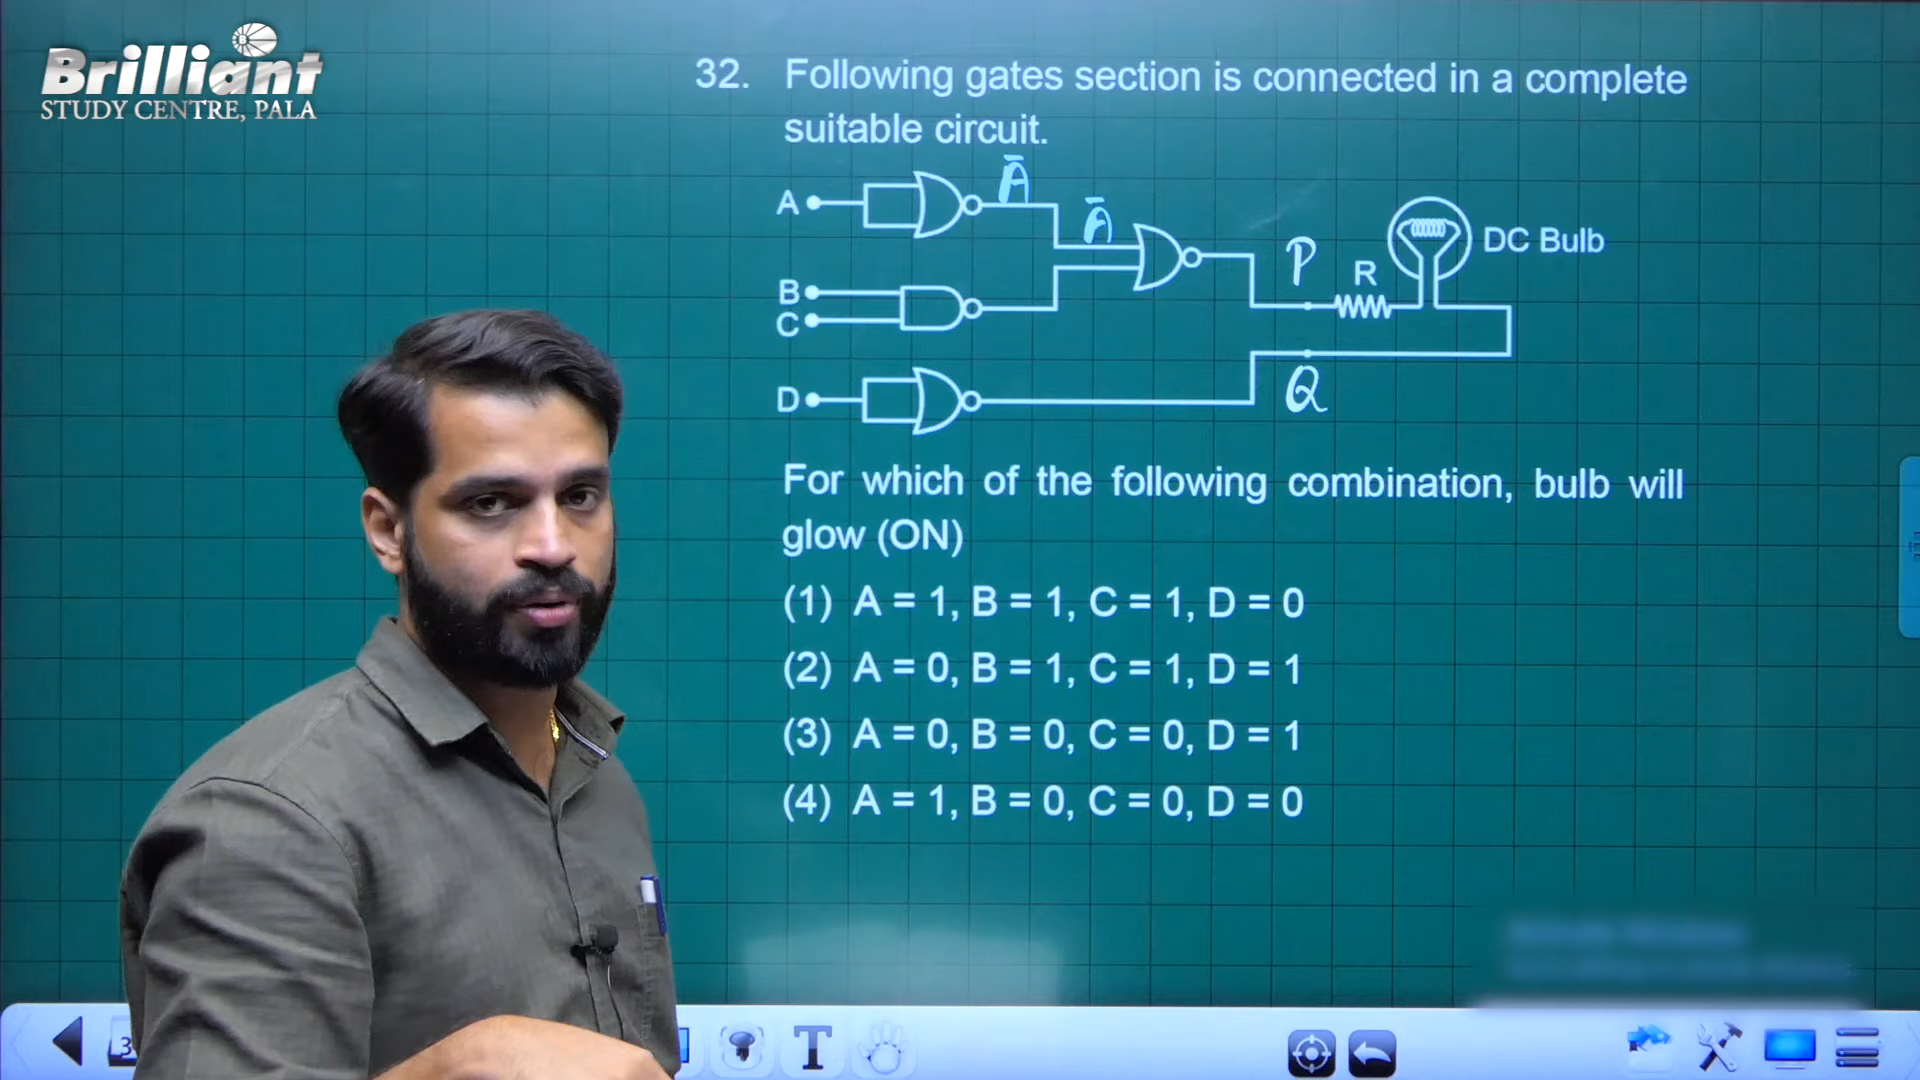 Brilliant
STUDY CENTRE, PALA
32. Following gates section is connected in a complete
suitable circuit.
A
Ā
Ā
B
C
D
P
R
DC Bulb
Q
For which of the following combination, bulb will
glow (ON)
(1) A = 1, B = 1, C = 1, D = 0
(2) A = 0, B = 1, C = 1, D = 1
(3) A = 0, B = 0, C = 0, D = 1
(4) A = 1, B = 0, C = 0, D = 0
3
T